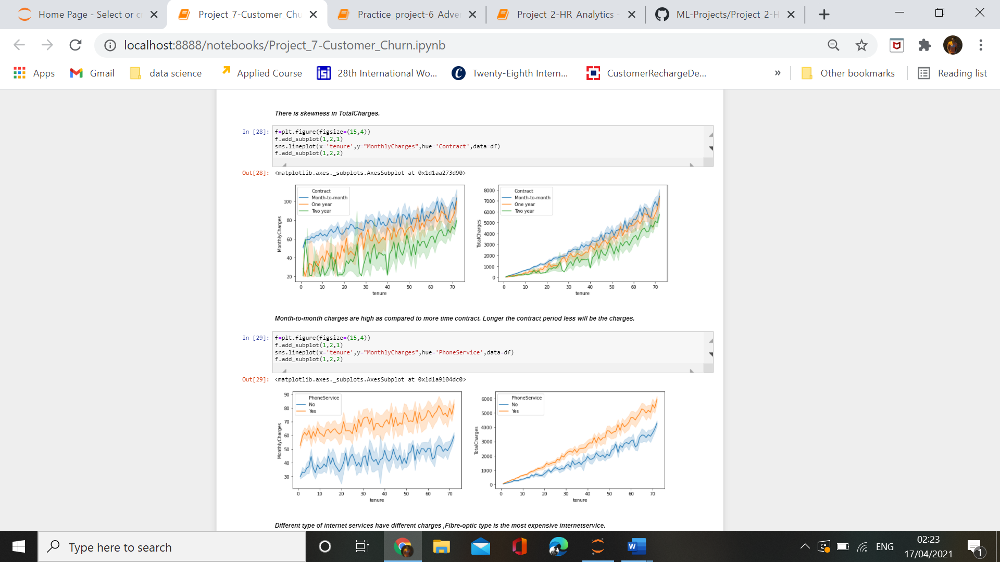 Home Page - Select or c
Project_7-Customer_Chu
Practice_project-6_Adver
Project_2-HR_Analytics -
ML-Projects/Project_2-H
localhost:8888/notebooks/Project_7-Customer_Churn.ipynb
Apps
Gmail
data science
Applied Course
isi
28th International Wo...
C
Twenty-Eighth Intern...
CustomerRechargeDe...
»
Other bookmarks
Reading list
There is skewness in TotalCharges.
In [28]:
f=plt.figure(figsize=(15,4))
f.add_subplot(1,2,1)
sns.lineplot(x='tenure',y="MonthlyCharges",hue='Contract',data=df)
f.add_subplot(1,2,2)
Out[28]: <matplotlib.axes._subplots.AxesSubplot at 0x1d1aa273d90>
Contract
Month-to-month
One year
Two year
100
80
60
40
20
MonthlyCharges
0 10 20 30 40 50 60 70
tenure
Contract
Month-to-month
One year
Two year
8000
7000
6000
5000
4000
3000
2000
1000
0
TotalCharges
0 10 20 30 40 50 60 70
tenure
Month-to-month charges are high as compared to more time contract. Longer the contract period less will be the charges.
In [29]:
f=plt.figure(figsize=(15,4))
f.add_subplot(1,2,1)
sns.lineplot(x='tenure',y="MonthlyCharges",hue='PhoneService',data=df)
f.add_subplot(1,2,2)
Out[29]: <matplotlib.axes._subplots.AxesSubplot at 0x1d1a9104dc0>
PhoneService
No
Yes
90
80
70
60
50
40
30
MonthlyCharges
0 10 20 30 40 50 60 70
tenure
PhoneService
No
Yes
6000
5000
4000
3000
2000
1000
0
TotalCharges
0 10 20 30 40 50 60 70
tenure
Different type of internet services have different charges ,Fibre-optic type is the most expensive internetservice.
Type here to search
W
ENG
02:23
17/04/2021
1